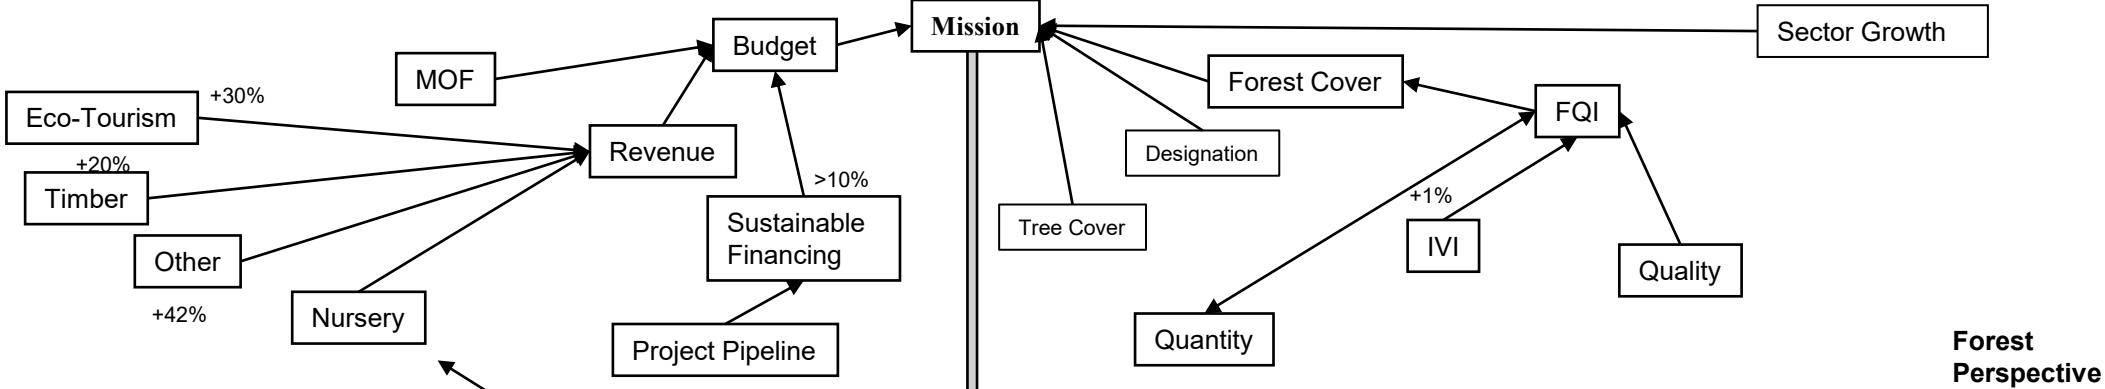 Mission
Sector Growth
Budget
MOF
Forest Cover
+30%
Eco-Tourism
FQI
Revenue
Designation
+20%
Timber
>10%
+1%
Sustainable
Financing
Tree Cover
IVI
Other
Quality
+42%
Nursery
Project Pipeline
Quantity
Forest
Perspective